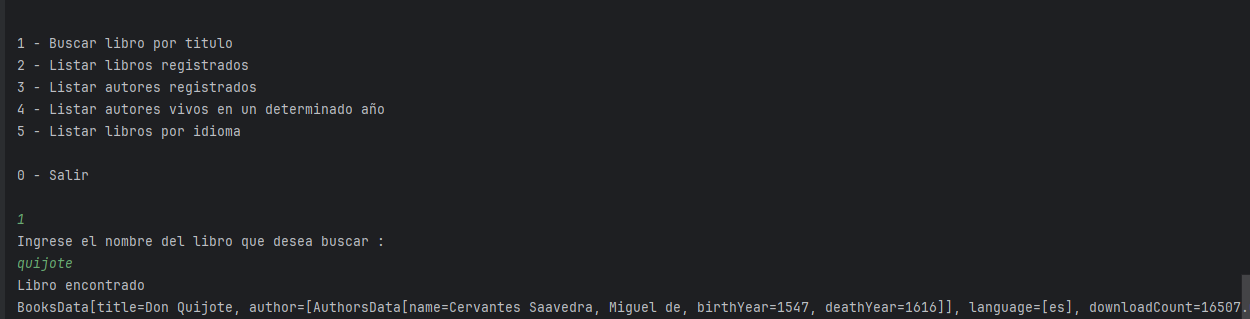 1 - Buscar libro por titulo
2 - Listar libros registrados
3 - Listar autores registrados
4 - Listar autores vivos en un determinado año
5 - Listar libros por idioma
0 - Salir
1
Ingrese el nombre del libro que desea buscar :
quijote
Libro encontrado
BooksData[title=Don Quijote, author=[AuthorsData[name=Cervantes Saavedra, Miguel de, birthYear=1547, deathYear=1616]], language=[es], downloadCount=16507.